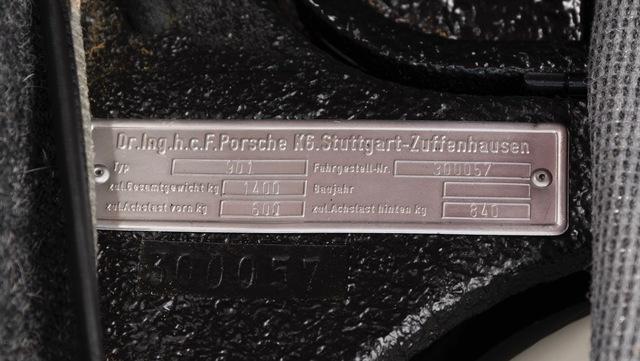 Dr.Ing.h.c.F.Porsche KG.Stuttgart-Zuffenhausen
Typ 901 Fahrgestell-Nr. 300057
zul.Gesamtgewicht kg 1400 Baujahr
zul.Achslast vorn kg 600 zul.Achslast hinten kg 840
300057